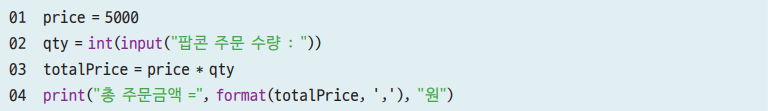 01 price = 5000
02 qty = int(input("팝콘 주문 수량 : "))
03 totalPrice = price * qty
04 print("총 주문금액 =", format(totalPrice, ','), "원")